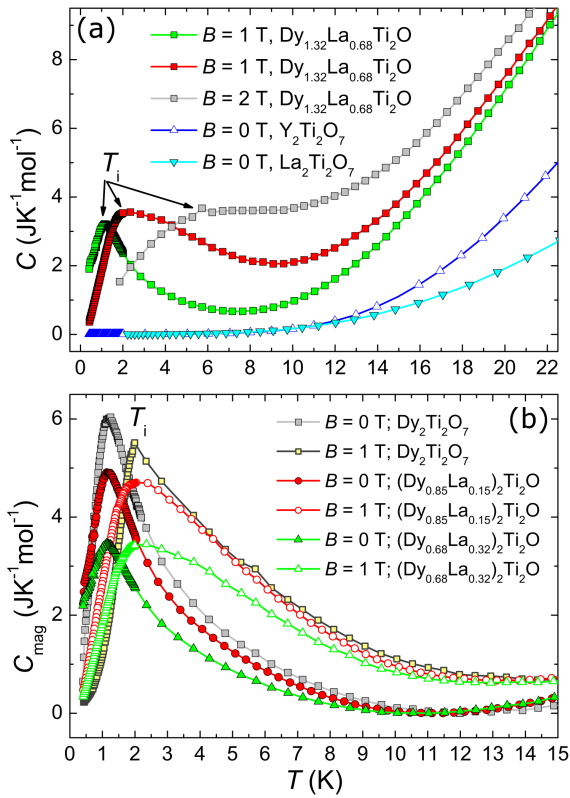 (a)
B = 1 T, Dy1.32La0.68Ti2O
B = 1 T, Dy1.32La0.68Ti2O
B = 2 T, Dy1.32La0.68Ti2O
B = 0 T, Y2Ti2O7
B = 0 T, La2Ti2O7
Ti
C (JK-1mol-1)
8
6
4
2
0
0 2 4 6 8 10 12 14 16 18 20 22
(b)
Ti
B = 0 T; Dy2Ti2O7
B = 1 T; Dy2Ti2O7
B = 0 T; (Dy0.85La0.15)2Ti2O
B = 1 T; (Dy0.85La0.15)2Ti2O
B = 0 T; (Dy0.68La0.32)2Ti2O
B = 1 T; (Dy0.68La0.32)2Ti2O
Cmag (JK-1mol-1)
6
4
2
0
0 1 2 3 4 5 6 7 8 9 10 11 12 13 14 15
T (K)